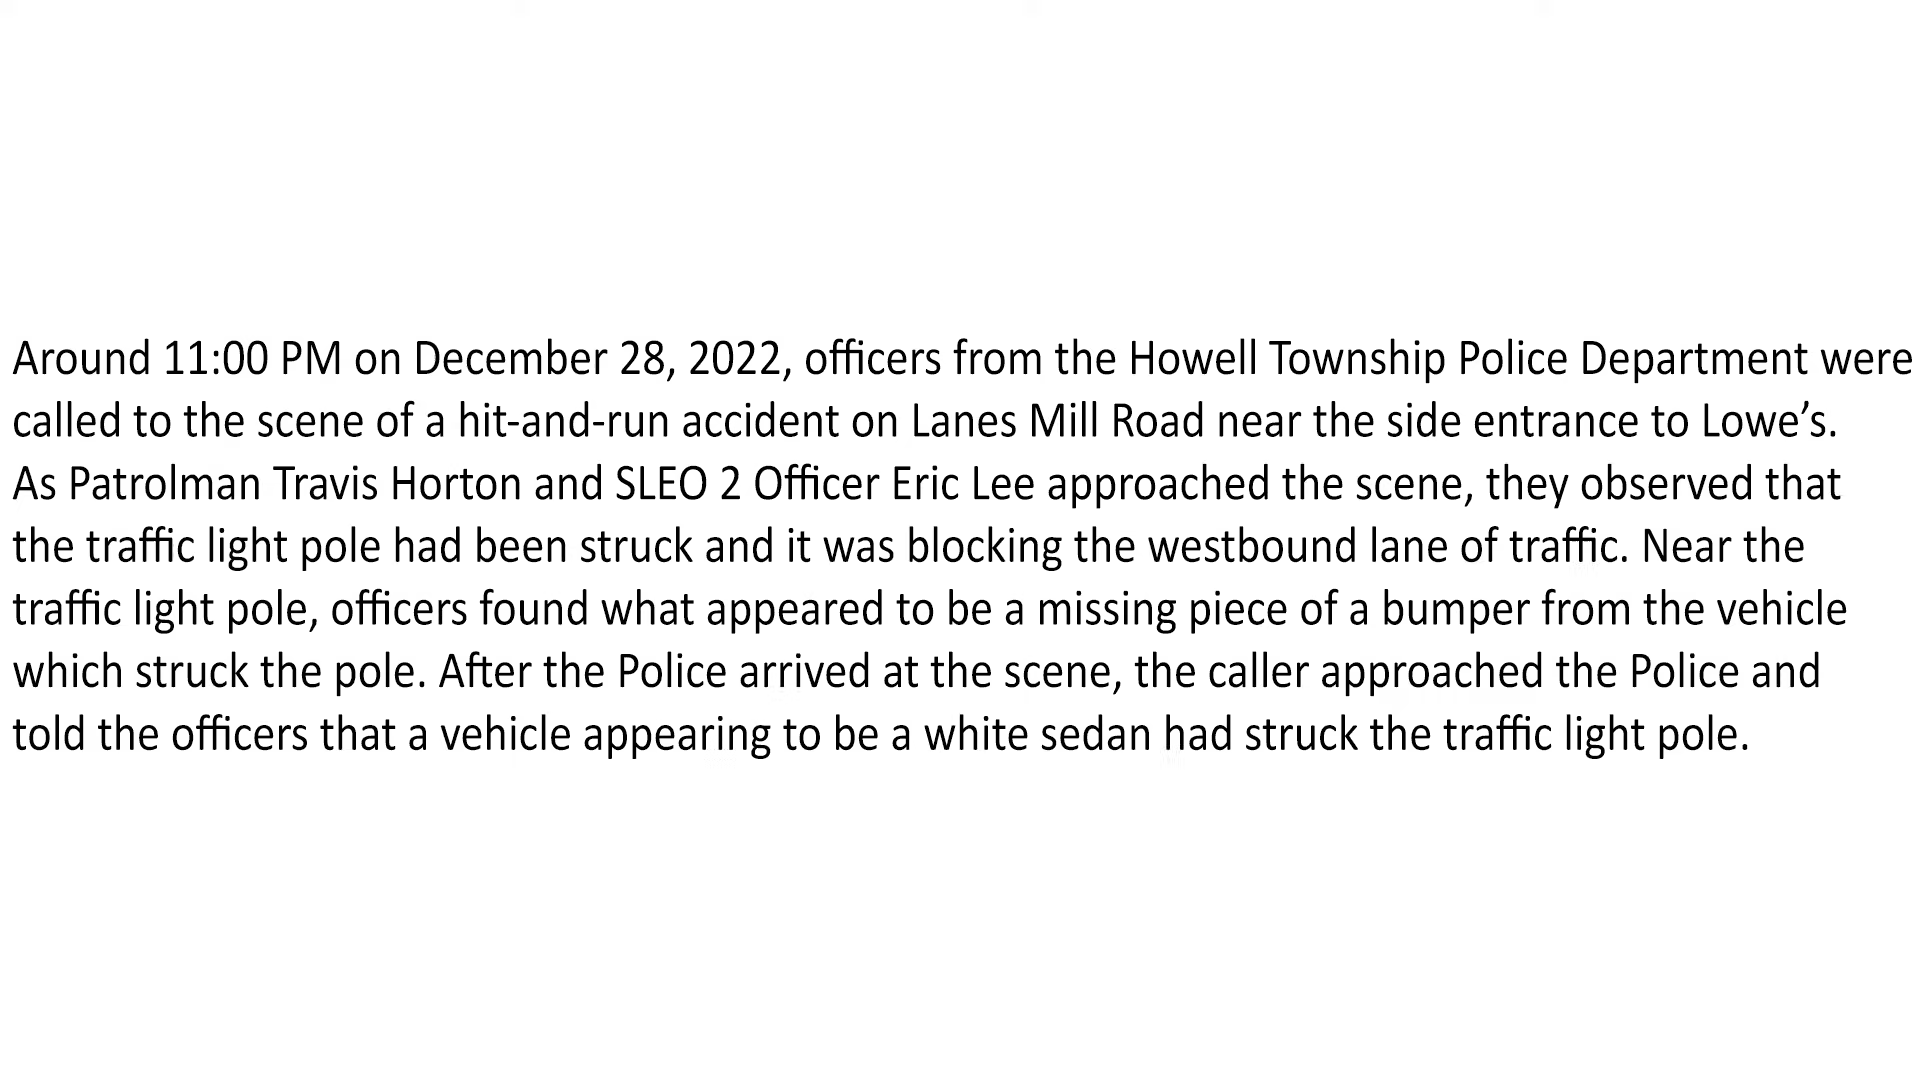 Around 11:00 PM on December 28, 2022, officers from the Howell Township Police Department were
called to the scene of a hit-and-run accident on Lanes Mill Road near the side entrance to Lowe’s.
As Patrolman Travis Horton and SLEO 2 Officer Eric Lee approached the scene, they observed that
the traffic light pole had been struck and it was blocking the westbound lane of traffic. Near the
traffic light pole, officers found what appeared to be a missing piece of a bumper from the vehicle
which struck the pole. After the Police arrived at the scene, the caller approached the Police and
told the officers that a vehicle appearing to be a white sedan had struck the traffic light pole.